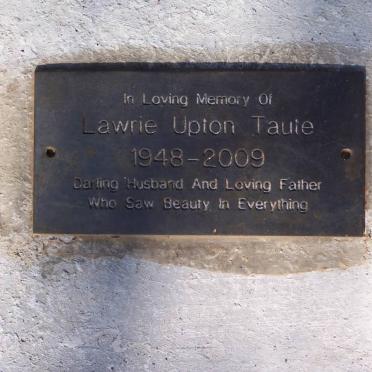 In Loving Memory Of
Lawrie Upton Taute
1948-2009
Darling Husband And Loving Father
Who Saw Beauty In Everything